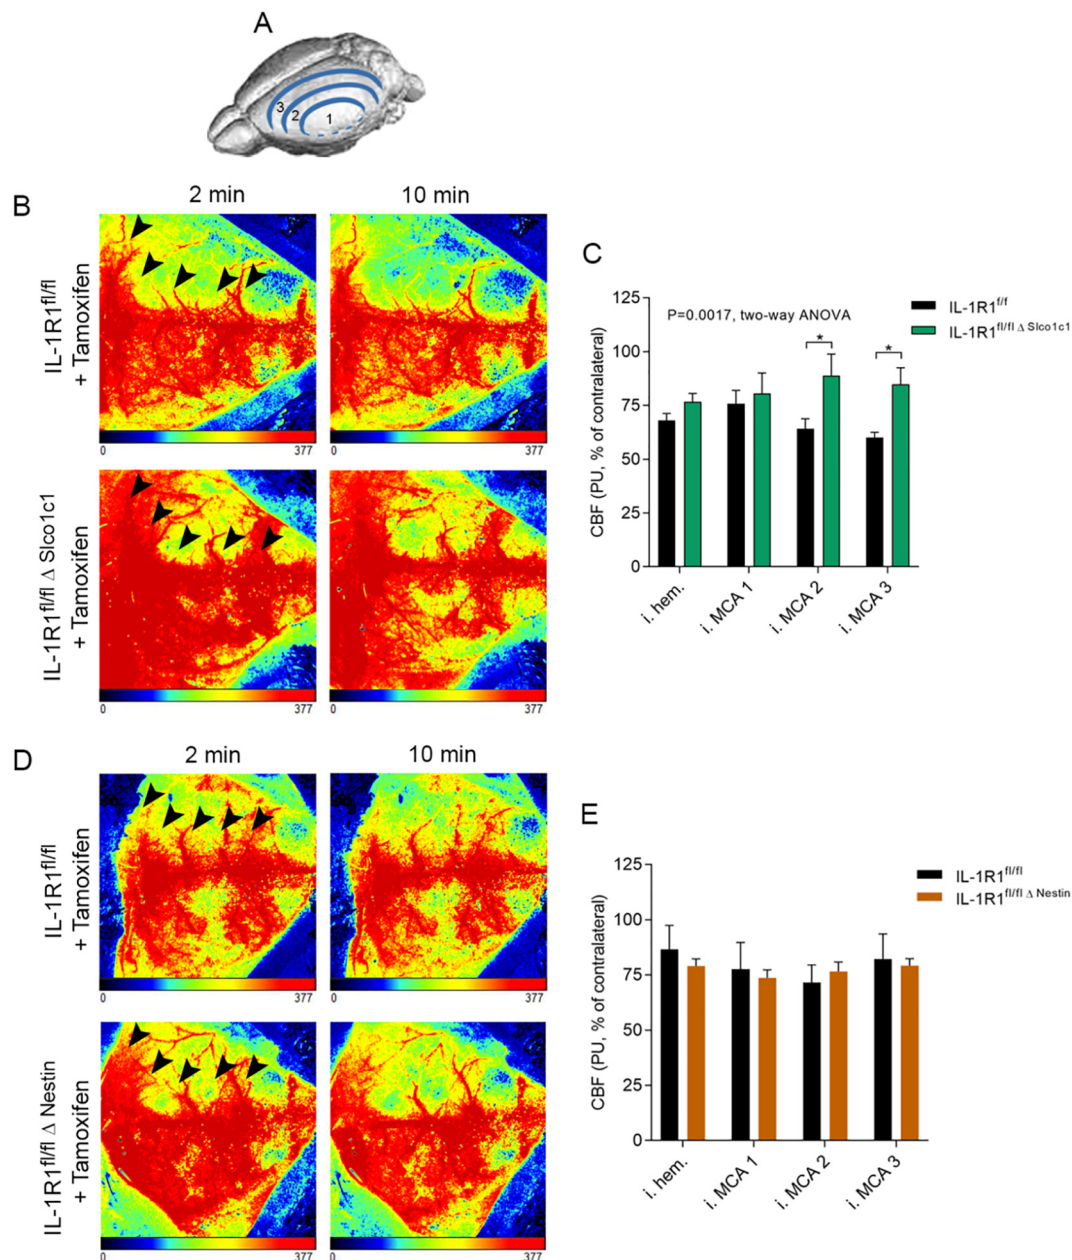 A
3
2
1
B
2 min
10 min
IL-1R1fl/fl
+ Tamoxifen
0
377
0
377
IL-1R1fl/fl Δ Slco1c1
+ Tamoxifen
0
377
0
377
C
125
100
75
50
25
0
CBF (PU, % of contralateral)
P=0.0017, two-way ANOVA
*
*
IL-1R1f/f
IL-1R1fl/fl Δ Slco1c1
i. hem.
i. MCA 1
i. MCA 2
i. MCA 3
D
2 min
10 min
IL-1R1fl/fl
+ Tamoxifen
0
377
0
377
IL-1R1fl/fl Δ Nestin
+ Tamoxifen
0
377
0
377
E
125
100
75
50
25
0
CBF (PU, % of contralateral)
IL-1R1fl/fl
IL-1R1fl/fl Δ Nestin
i. hem.
i. MCA 1
i. MCA 2
i. MCA 3